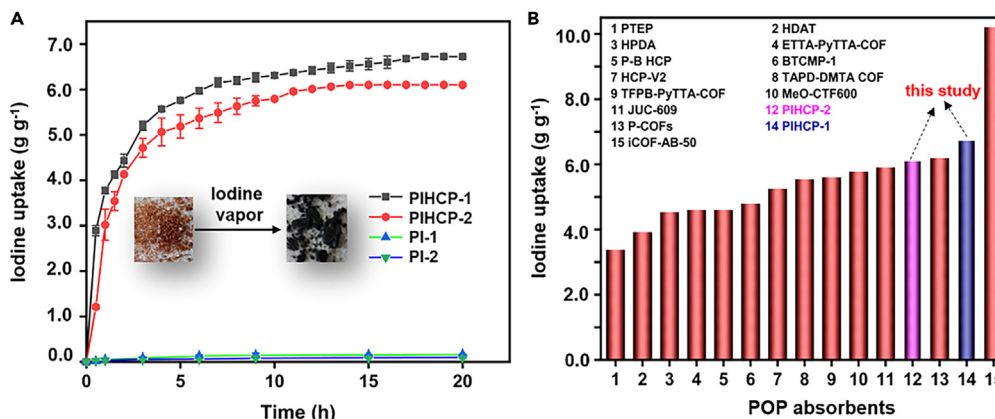 A
Iodine uptake (g g-1)
7.0
6.0
5.0
4.0
3.0
2.0
1.0
0.0
Iodine
vapor
PIHCP-1
PIHCP-2
PI-1
PI-2
0 5 10 15 20
Time (h)
B
Iodine uptake (g g-1)
10.0
8.0
6.0
4.0
2.0
0.0
1 PTEP 2 HDAT
3 HPDA 4 ETTA-PyTTA-COF
5 P-B HCP 6 BTCMP-1
7 HCP-V2 8 TAPD-DMTA COF
9 TFPB-PyTTA-COF 10 MeO-CTF600
11 JUC-609 12 PIHCP-2
13 P-COFs 14 PIHCP-1
15 iCOF-AB-50
this study
1 2 3 4 5 6 7 8 9 10 11 12 13 14
POP absorbents